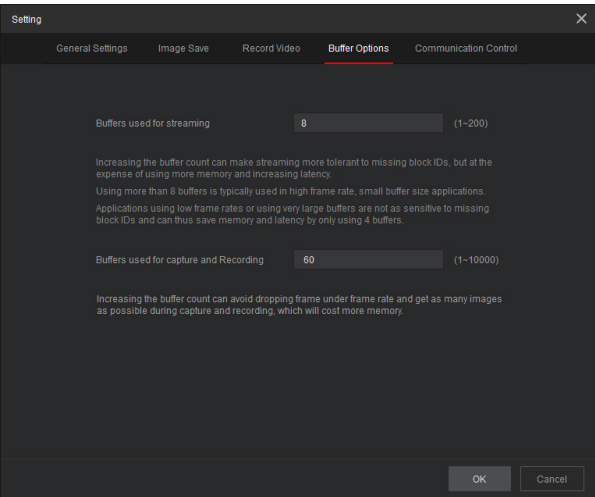 Setting
General Settings Image Save Record Video Buffer Options Communication Control
Buffers used for streaming 8 (1~200)
Increasing the buffer count can make streaming more tolerant to missing block IDs, but at the
expense of using more memory and increasing latency.
Using more than 8 buffers is typically used in high frame rate, small buffer size applications.
Applications using low frame rates or using very large buffers are not as sensitive to missing
block IDs and can thus save memory and latency by only using 4 buffers.
Buffers used for capture and Recording 60 (1~10000)
Increasing the buffer count can avoid dropping frame under frame rate and get as many images
as possible during capture and recording, which will cost more memory.
OK Cancel